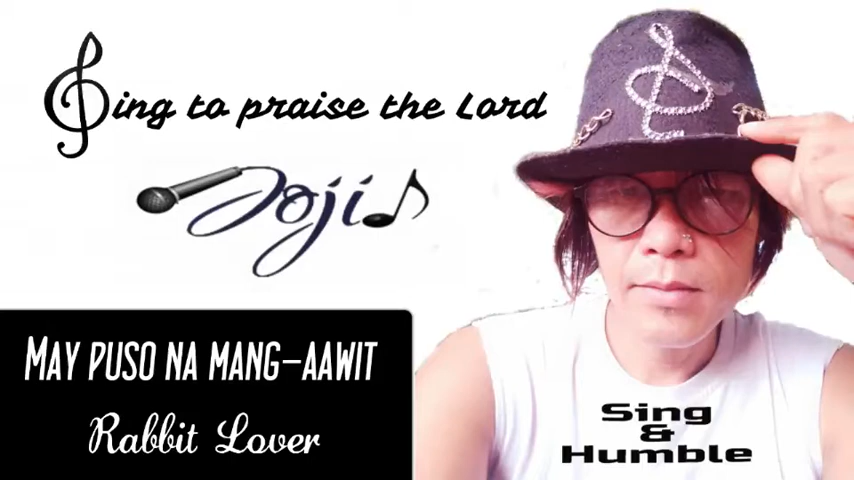 Sing to praise the Lord
Joji
MAY PUSO NA MANG-AAWIT
Rabbit Lover
Sing
&
Humble